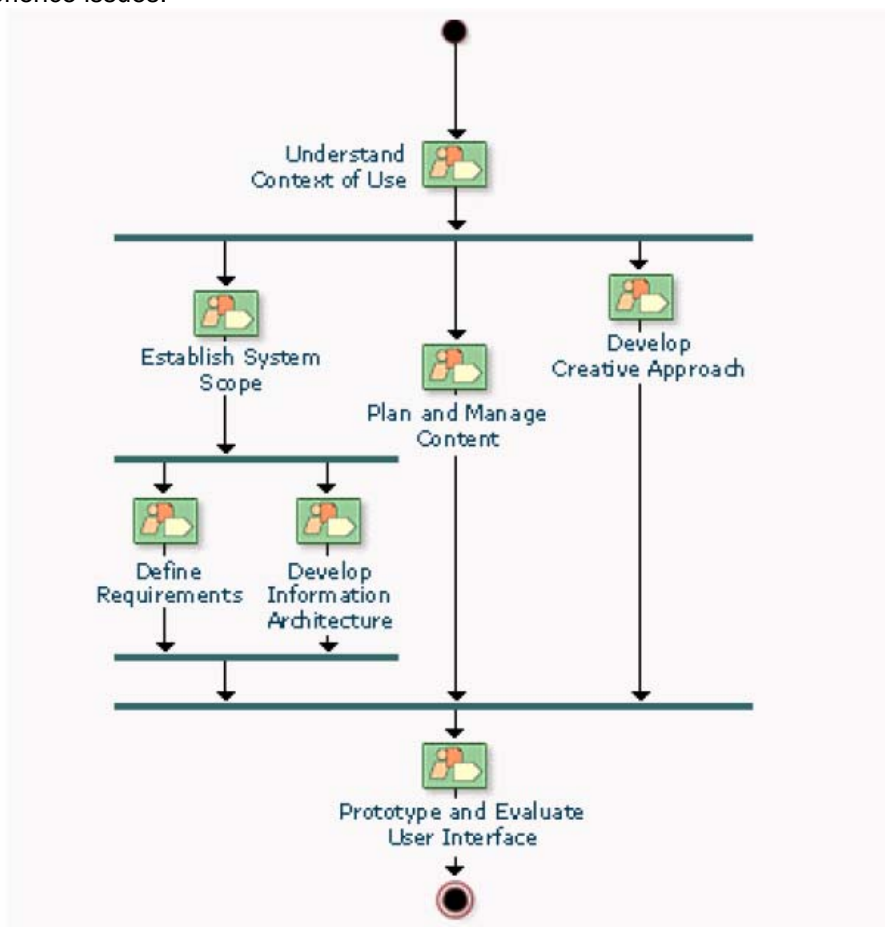 Understand
Context of Use
Establish System
Scope
Plan and Manage
Content
Develop
Creative Approach
Define
Requirements
Develop
Information
Architecture
Prototype and Evaluate
User Interface